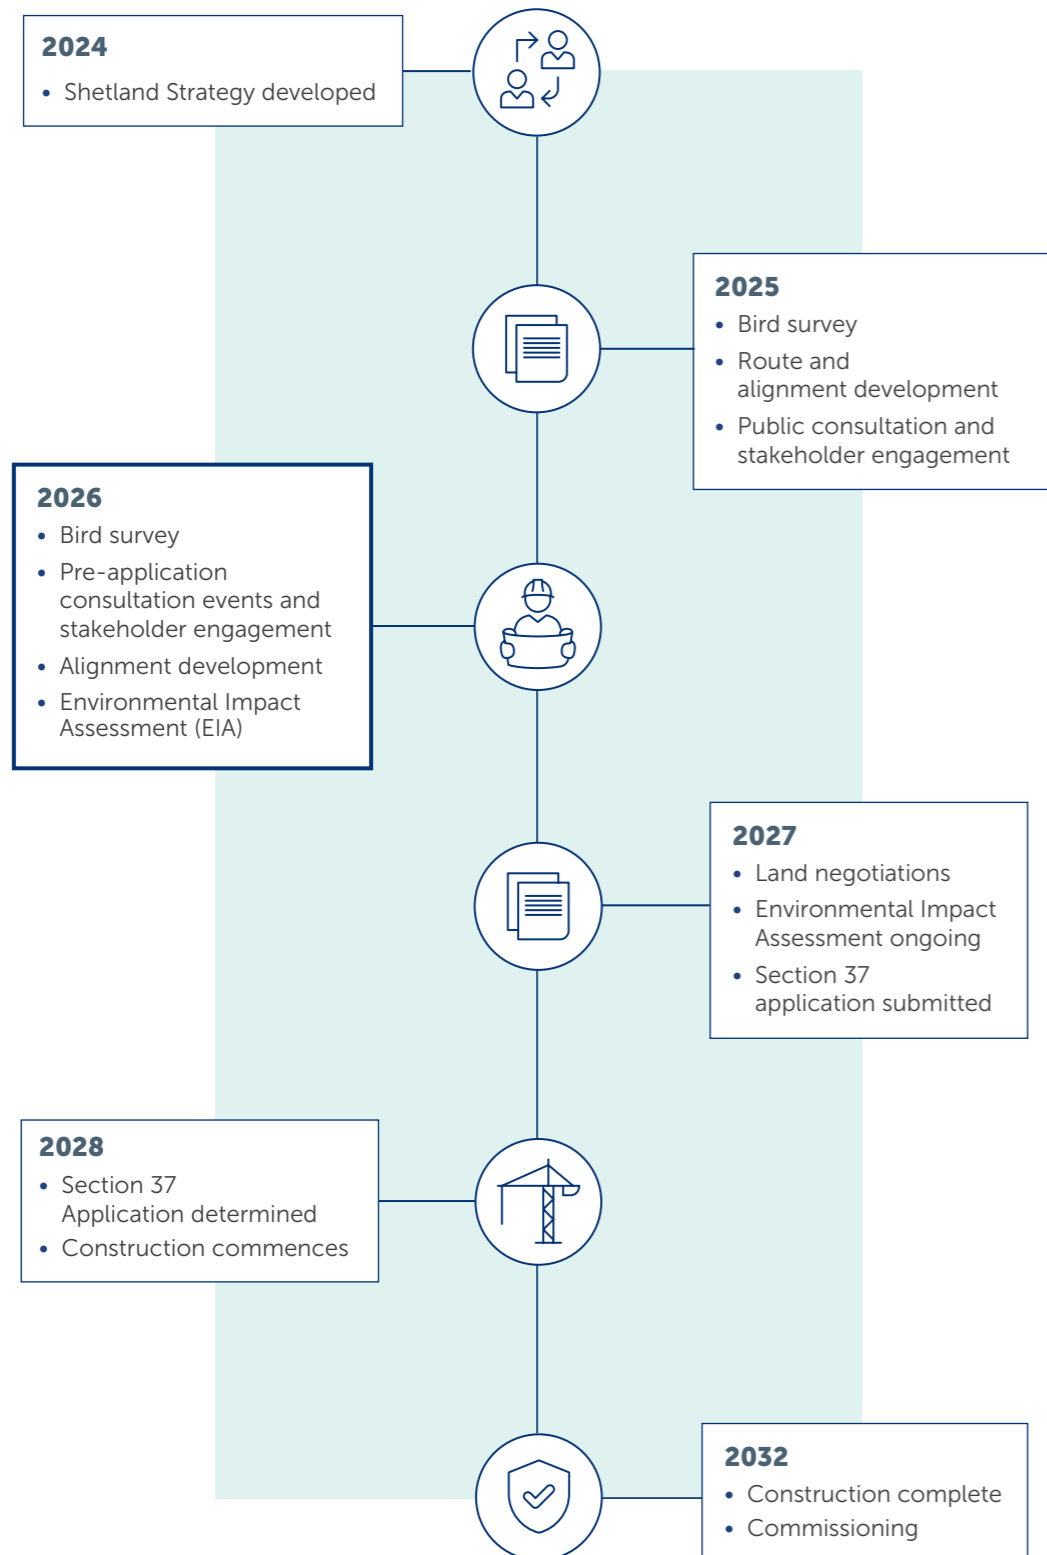 2024
• Shetland Strategy developed
2025
• Bird survey
• Route and
alignment development
• Public consultation and
stakeholder engagement
2026
• Bird survey
• Pre-application
consultation events and
stakeholder engagement
• Alignment development
• Environmental Impact
Assessment (EIA)
2027
• Land negotiations
• Environmental Impact
Assessment ongoing
• Section 37
application submitted
2028
• Section 37
Application determined
• Construction commences
2032
• Construction complete
• Commissioning